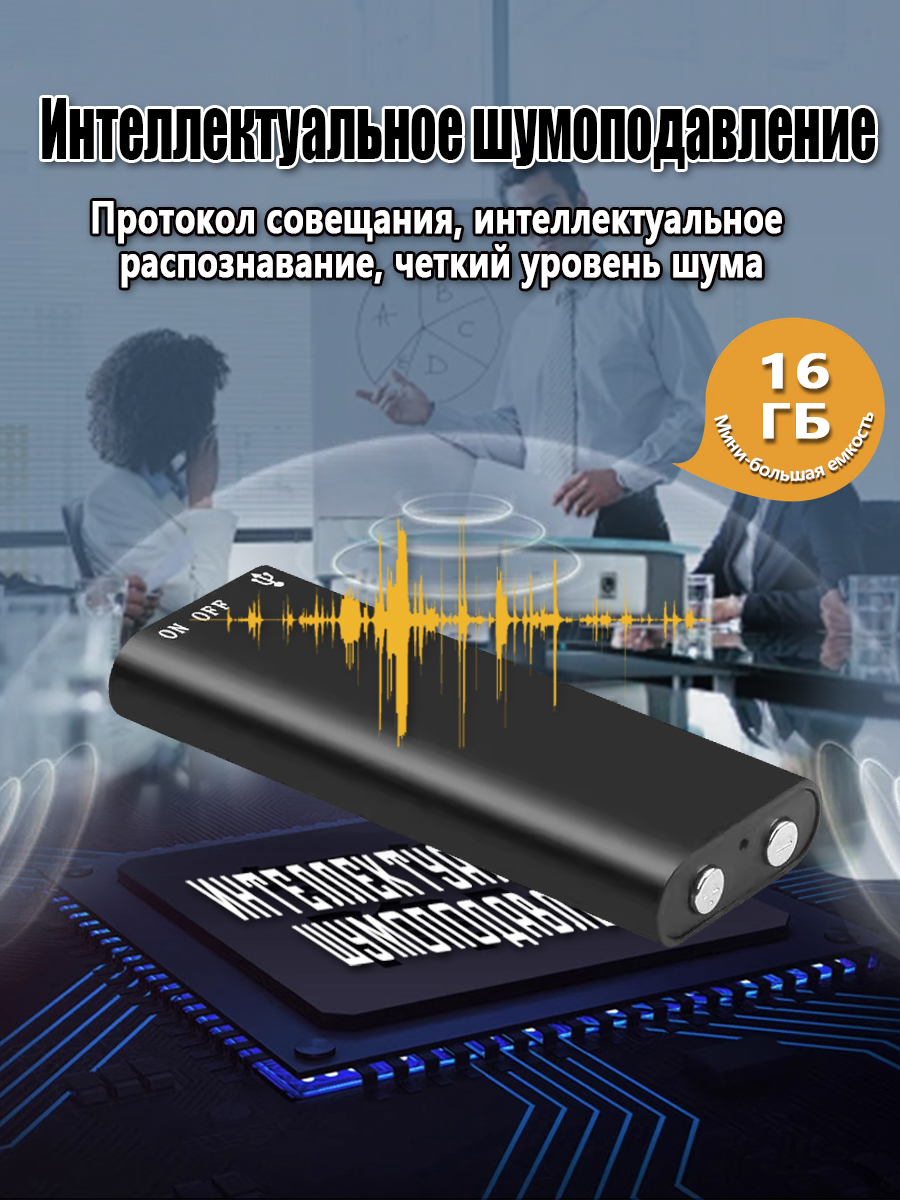 Интеллектуальное шумоподавление
Протокол совещания, интеллектуальное
распознавание, четкий уровень шума
A B
C
D
16
ГБ
Мини-большая емкость
ON OFF